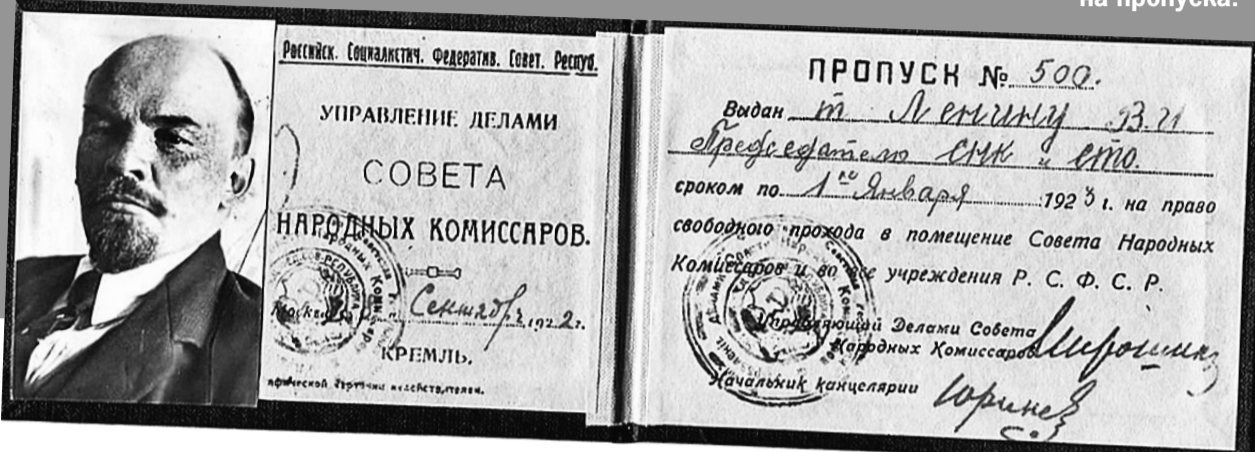 на пропуска.
Российск. Социалистич. Федератив. Совет. Респуб.
УПРАВЛЕНИЕ ДЕЛАМИ
СОВЕТА
НАРОДНЫХ КОМИССАРОВ.
Москва Сентябрь 1922 г.
КРЕМЛЬ.
недействителен.
ПРОПУСК № 500.
Выдан т Ленину В.И
Председателю СНК и СТО.
сроком по 1-е Января 1923 г. на право
свободного прохода в помещение Совета Народных
Комиссаров и во все учреждения Р. С. Ф. С. Р.
Управляющий Делами Совета
Народных Комиссаров
Начальник канцелярии